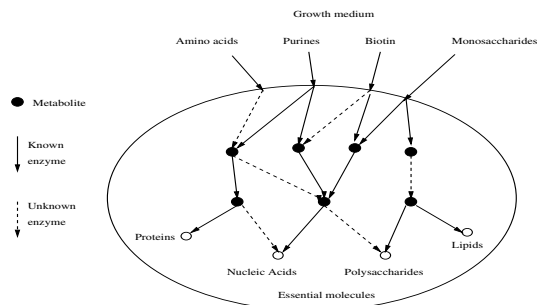 Growth medium
Amino acids Purines Biotin Monosaccharides
Metabolite
Known
enzyme
Unknown
enzyme
Proteins
Lipids
Nucleic Acids Polysaccharides
Essential molecules